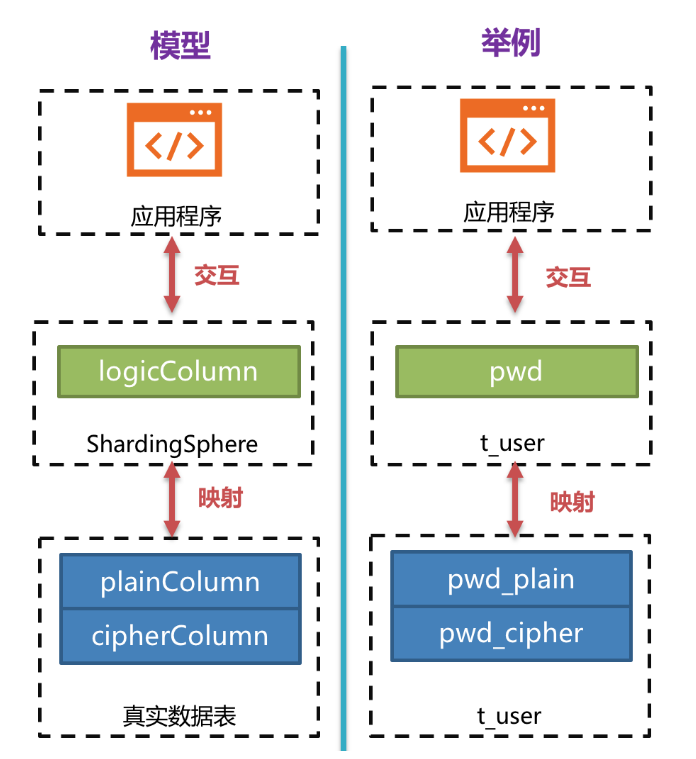 模型
应用程序
交互
logicColumn
ShardingSphere
映射
plainColumn
cipherColumn
真实数据表
举例
应用程序
交互
pwd
t_user
映射
pwd_plain
pwd_cipher
t_user